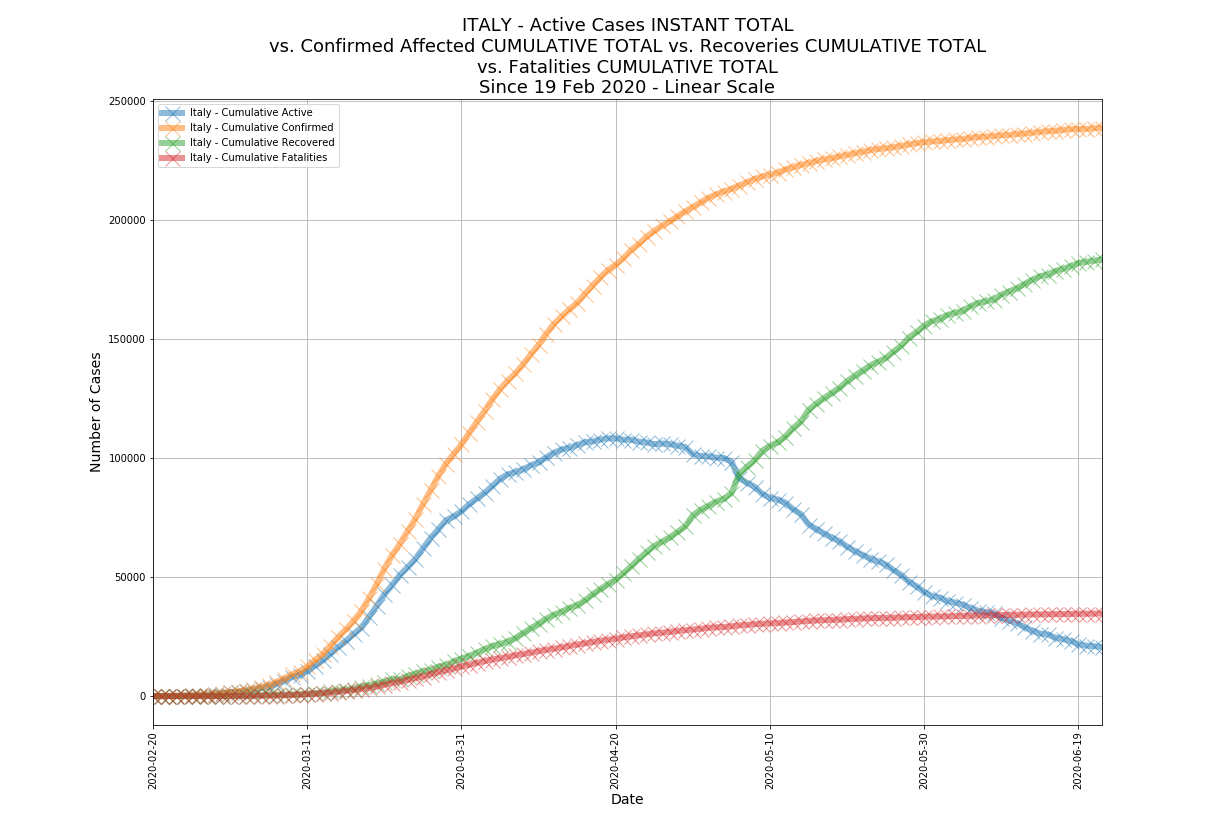 ITALY - Active Cases INSTANT TOTAL
vs. Confirmed Affected CUMULATIVE TOTAL vs. Recoveries CUMULATIVE TOTAL
vs. Fatalities CUMULATIVE TOTAL
Since 19 Feb 2020 - Linear Scale
Italy - Cumulative Active
Italy - Cumulative Confirmed
Italy - Cumulative Recovered
Italy - Cumulative Fatalities
Number of Cases
250000
200000
150000
100000
50000
0
2020-02-20
2020-03-11
2020-03-31
2020-04-20
2020-05-10
2020-05-30
2020-06-19
Date